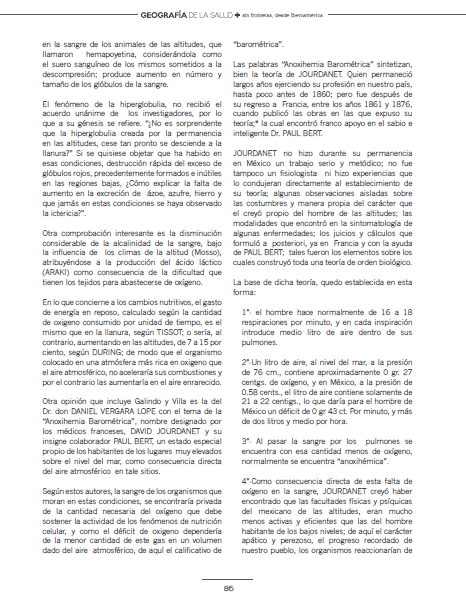 GEOGRAFÍA DE LA SALUD sin fronteras, desde Iberoamérica
en la sangre de los animales de las altitudes, que
llamaron hemapoyetina, considerándola como
el suero sanguíneo de los mismos sometidos a la
descompresión; produce aumento en número y
tamaño de los glóbulos de la sangre.
El fenómeno de la hiperglobulia, no recibió el
acuerdo unánime de los investigadores, por lo
que a su génesis se refiere. "¿No es sorprendente
que la hiperglobulia creada por la permanencia
en las altitudes, cese tan pronto se desciende a la
llanura?" Si se quisiese objetar que ha habido en
esas condiciones, destrucción rápida del exceso de
glóbulos rojos, precedentemente formados e inútiles
en las regiones bajas, ¿Cómo explicar la falta de
aumento en la excreción de ázoe, azufre, hierro y
que jamás en estas condiciones se haya observado
la ictericia?".
Otra comprobación interesante es la disminución
considerable de la alcalinidad de la sangre, bajo
la influencia de los climas de la altitud (Mosso),
atribuyéndose a la producción del ácido láctico
(ARAKI) como consecuencia de la dificultad que
tienen los tejidos para abastecerse de oxígeno.
En lo que concierne a los cambios nutritivos, el gasto
de energía en reposo, calculado según la cantidad
de oxigeno consumido por unidad de tiempo, es el
mismo que en la llanura, según TISSOT; o sería, al
contrario, aumentando en las altitudes, de 7 a 15 por
ciento, según DURING; de modo que el organismo
colocado en una atmósfera más rica en oxigeno que
el aire atmosférico, no aceleraría sus combustiones y
por el contrario las aumentaría en el aire enrarecido.
Otra opinión que incluye Galindo y Villa es la del
Dr. don DANIEL VERGARA LOPE con el tema de la
"Anoxihemia Barométrica", nombre designado por
los médicos franceses, DAVID JOURDANET y su
insigne colaborador PAUL BERT, un estado especial
propio de los habitantes de los lugares muy elevados
sobre el nivel del mar, como consecuencia directa
del aire atmosférico en tale sitios.
Según estos autores, la sangre de los organismos que
moran en estas condiciones, se encontraría privada
de la cantidad necesaria del oxígeno que debe
sostener la actividad de los fenómenos de nutrición
celular, y como el déficit de oxigeno dependería
de la menor cantidad de este gas en un volumen
dado del aire atmosférico, de aquí el calificativo de
"barométrica".
Las palabras "Anoxihemia Barométrica" sintetizan,
bien la teoría de JOURDANET. Quien permaneció
largos años ejerciendo su profesión en nuestro país,
hasta poco antes de 1860; pero fue después de
su regreso a Francia, entre los años 1861 y 1876,
cuando publicó las obras en las que expuso su
teoría;* la cual encontró franco apoyo en el sabio e
inteligente Dr. PAUL BERT.
JOURDANET no hizo durante su permanencia
en México un trabajo serio y metódico; no fue
tampoco un fisiologista ni hizo experiencias que
lo condujeran directamente al establecimiento de
su teoría; algunas observaciones aisladas sobre
las costumbres y manera propia del carácter que
el creyó propio del hombre de las altitudes; las
modalidades que encontró en la sintomatología de
algunas enfermedades; los juicios y cálculos que
formuló a posteriori, ya en Francia y con la ayuda
de PAUL BERT; tales fueron los elementos sobre los
cuales construyó toda una teoría de orden biológico.
La base de dicha teoría, quedo establecida en esta
forma:
1°- el hombre hace normalmente de 16 a 18
respiraciones por minuto, y en cada inspiración
introduce medio litro de aire dentro de sus
pulmones.
2°-Un litro de aire, al nivel del mar, a la presión
de 76 cm., contiene aproximadamente 0 gr. 27
centgs. de oxígeno, y en México, a la presión de
0.58 cents., el litro de aire contiene solamente de
21 a 22 centigs., lo que daría para el hombre de
México un déficit de 0 gr 43 ct. Por minuto, y más
de dos litros y medio por hora.
3°- Al pasar la sangre por los pulmones se
encuentra con esa cantidad menos de oxígeno,
normalmente se encuentra "anoxihémica".
4°-Como consecuencia directa de esta falta de
oxígeno en la sangre, JOURDANET creyó haber
encontrado que las facultades físicas y psíquicas
del mexicano de las altitudes, eran mucho
menos activas y eficientes que las del hombre
habitante de los bajos niveles; de aquí el carácter
apático y perezoso, el progreso recordado de
nuestro pueblo, los organismos reaccionarían de
86